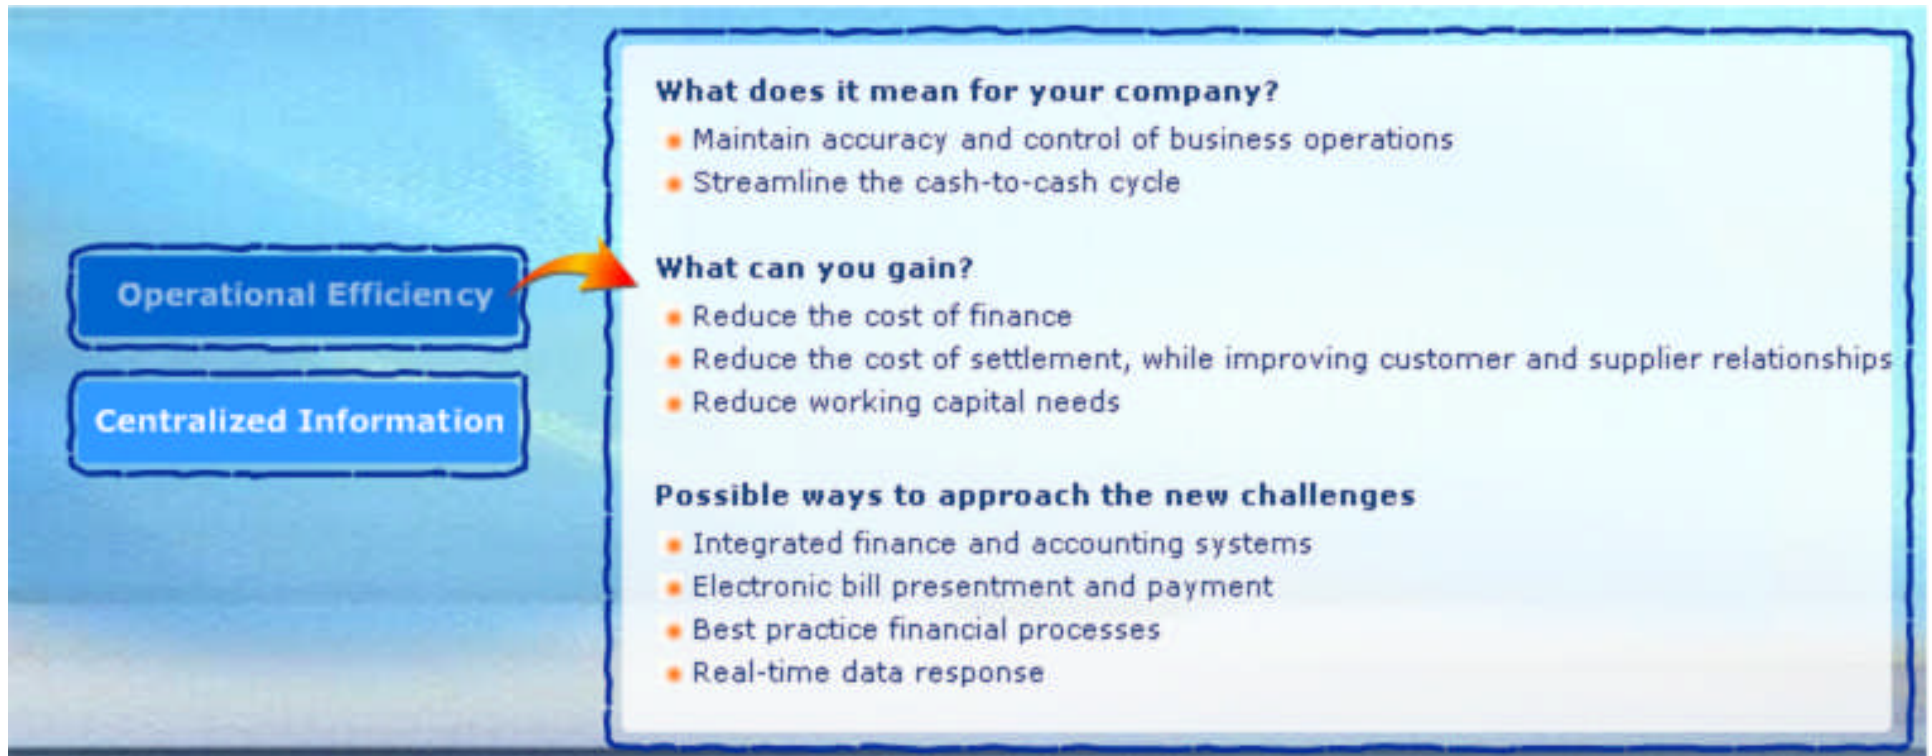 Operational Efficiency
Centralized Information
What does it mean for your company?
Maintain accuracy and control of business operations
Streamline the cash-to-cash cycle
What can you gain?
Reduce the cost of finance
Reduce the cost of settlement, while improving customer and supplier relationships
Reduce working capital needs
Possible ways to approach the new challenges
Integrated finance and accounting systems
Electronic bill presentment and payment
Best practice financial processes
Real-time data response